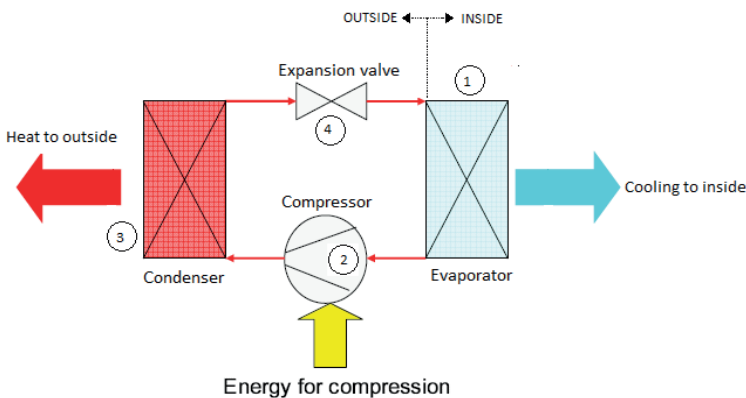 OUTSIDE INSIDE
Expansion valve
1
4
Heat to outside
Cooling to inside
Compressor
3
2
Condenser
Evaporator
Energy for compression